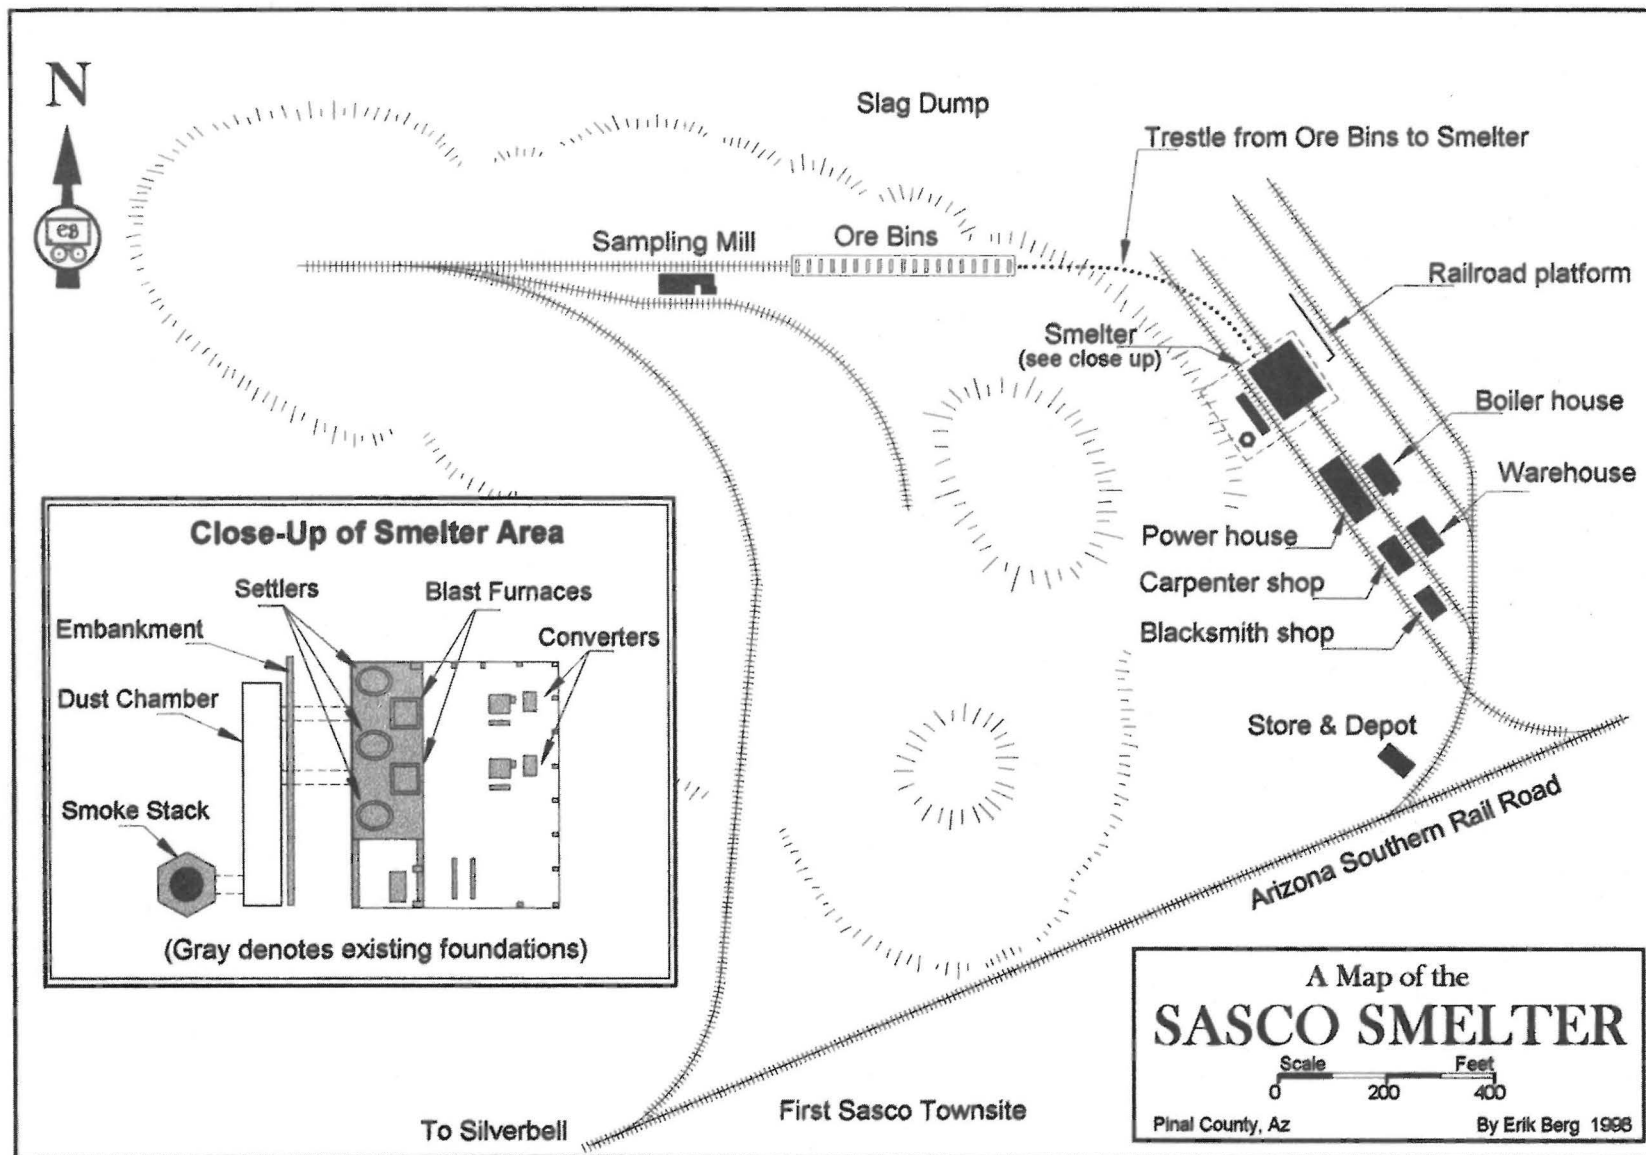 N
Slag Dump
Trestle from Ore Bins to Smelter
Sampling Mill
Ore Bins
Railroad platform
Smelter
(see close up)
Boiler house
Warehouse
Power house
Carpenter shop
Blacksmith shop
Store & Depot
Arizona Southern Rail Road
Close-Up of Smelter Area
Settlers
Blast Furnaces
Embankment
Converters
Dust Chamber
Smoke Stack
(Gray denotes existing foundations)
To Silverbell
First Sasco Townsite
A Map of the
SASCO SMELTER
Scale Feet
0 200 400
Pinal County, Az By Erik Berg 1998